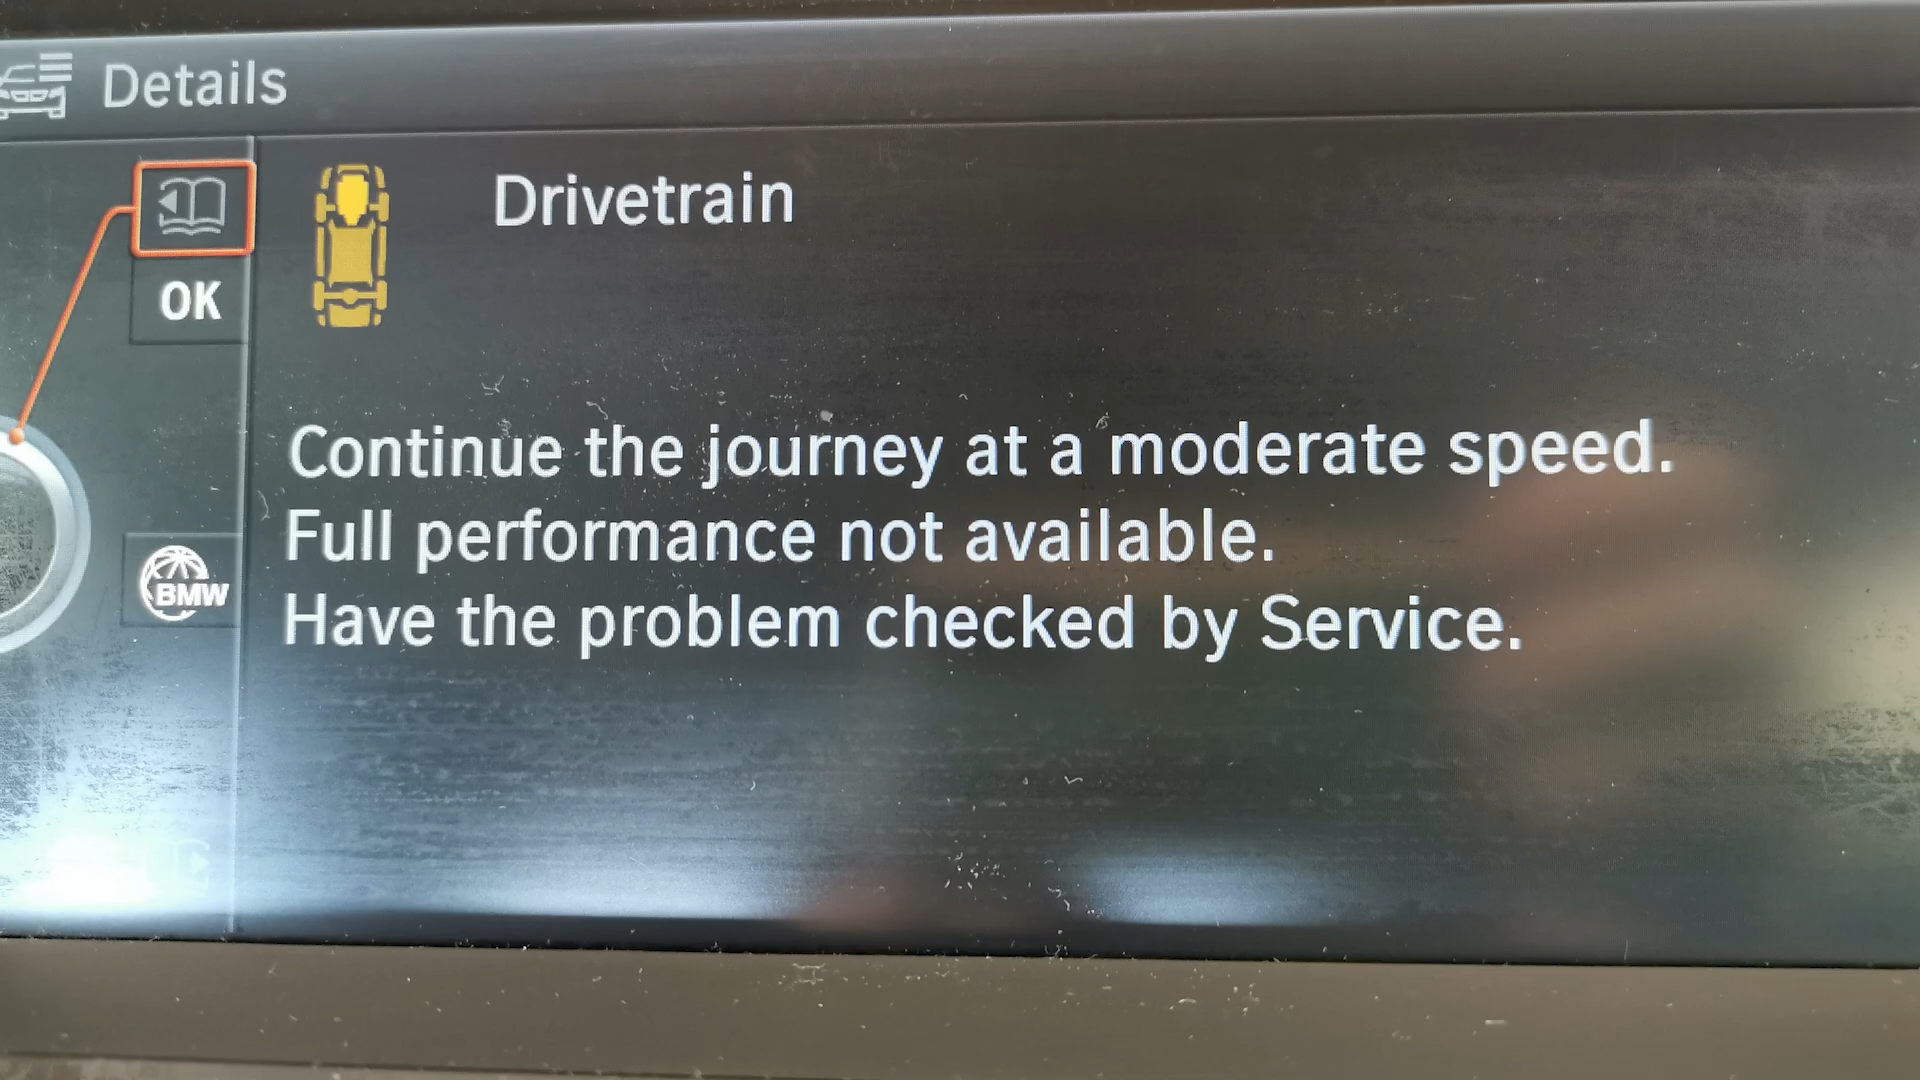 Details
Drivetrain
OK
Continue the journey at a moderate speed.
Full performance not available.
BMW
Have the problem checked by Service.